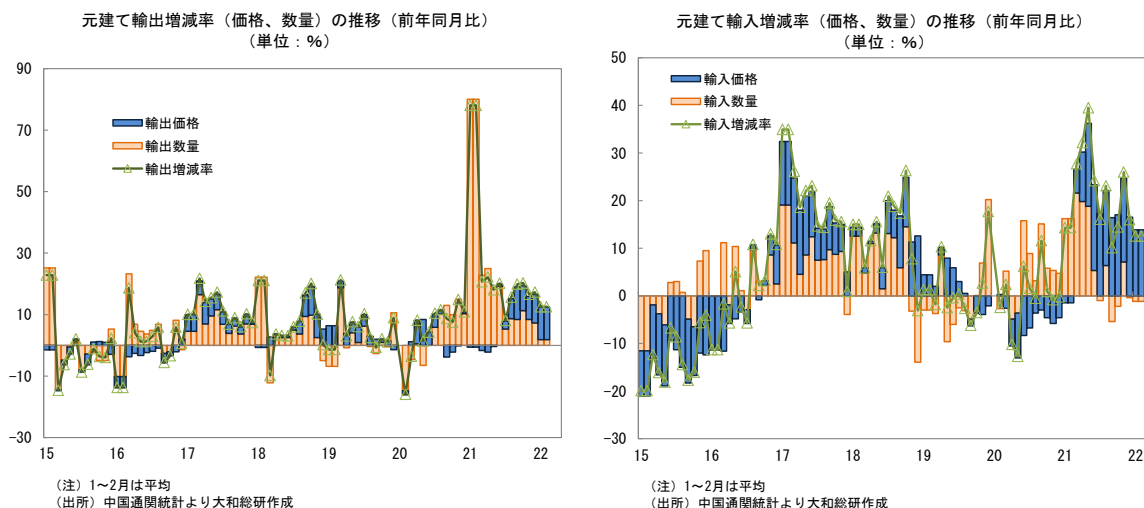 元建て輸出増減率（価格、数量）の推移（前年同月比）
（単位：％）
90
70
50
30
10
−10
−30
輸出価格
輸出数量
輸出増減率
15 16 17 18 19 20 21 22
（注）1～2月は平均
（出所）中国通関統計より大和総研作成
元建て輸入増減率（価格、数量）の推移（前年同月比）
（単位：％）
50
40
30
20
10
0
−10
−20
−30
輸入価格
輸入数量
輸入増減率
15 16 17 18 19 20 21 22
（注）1～2月は平均
（出所）中国通関統計より大和総研作成